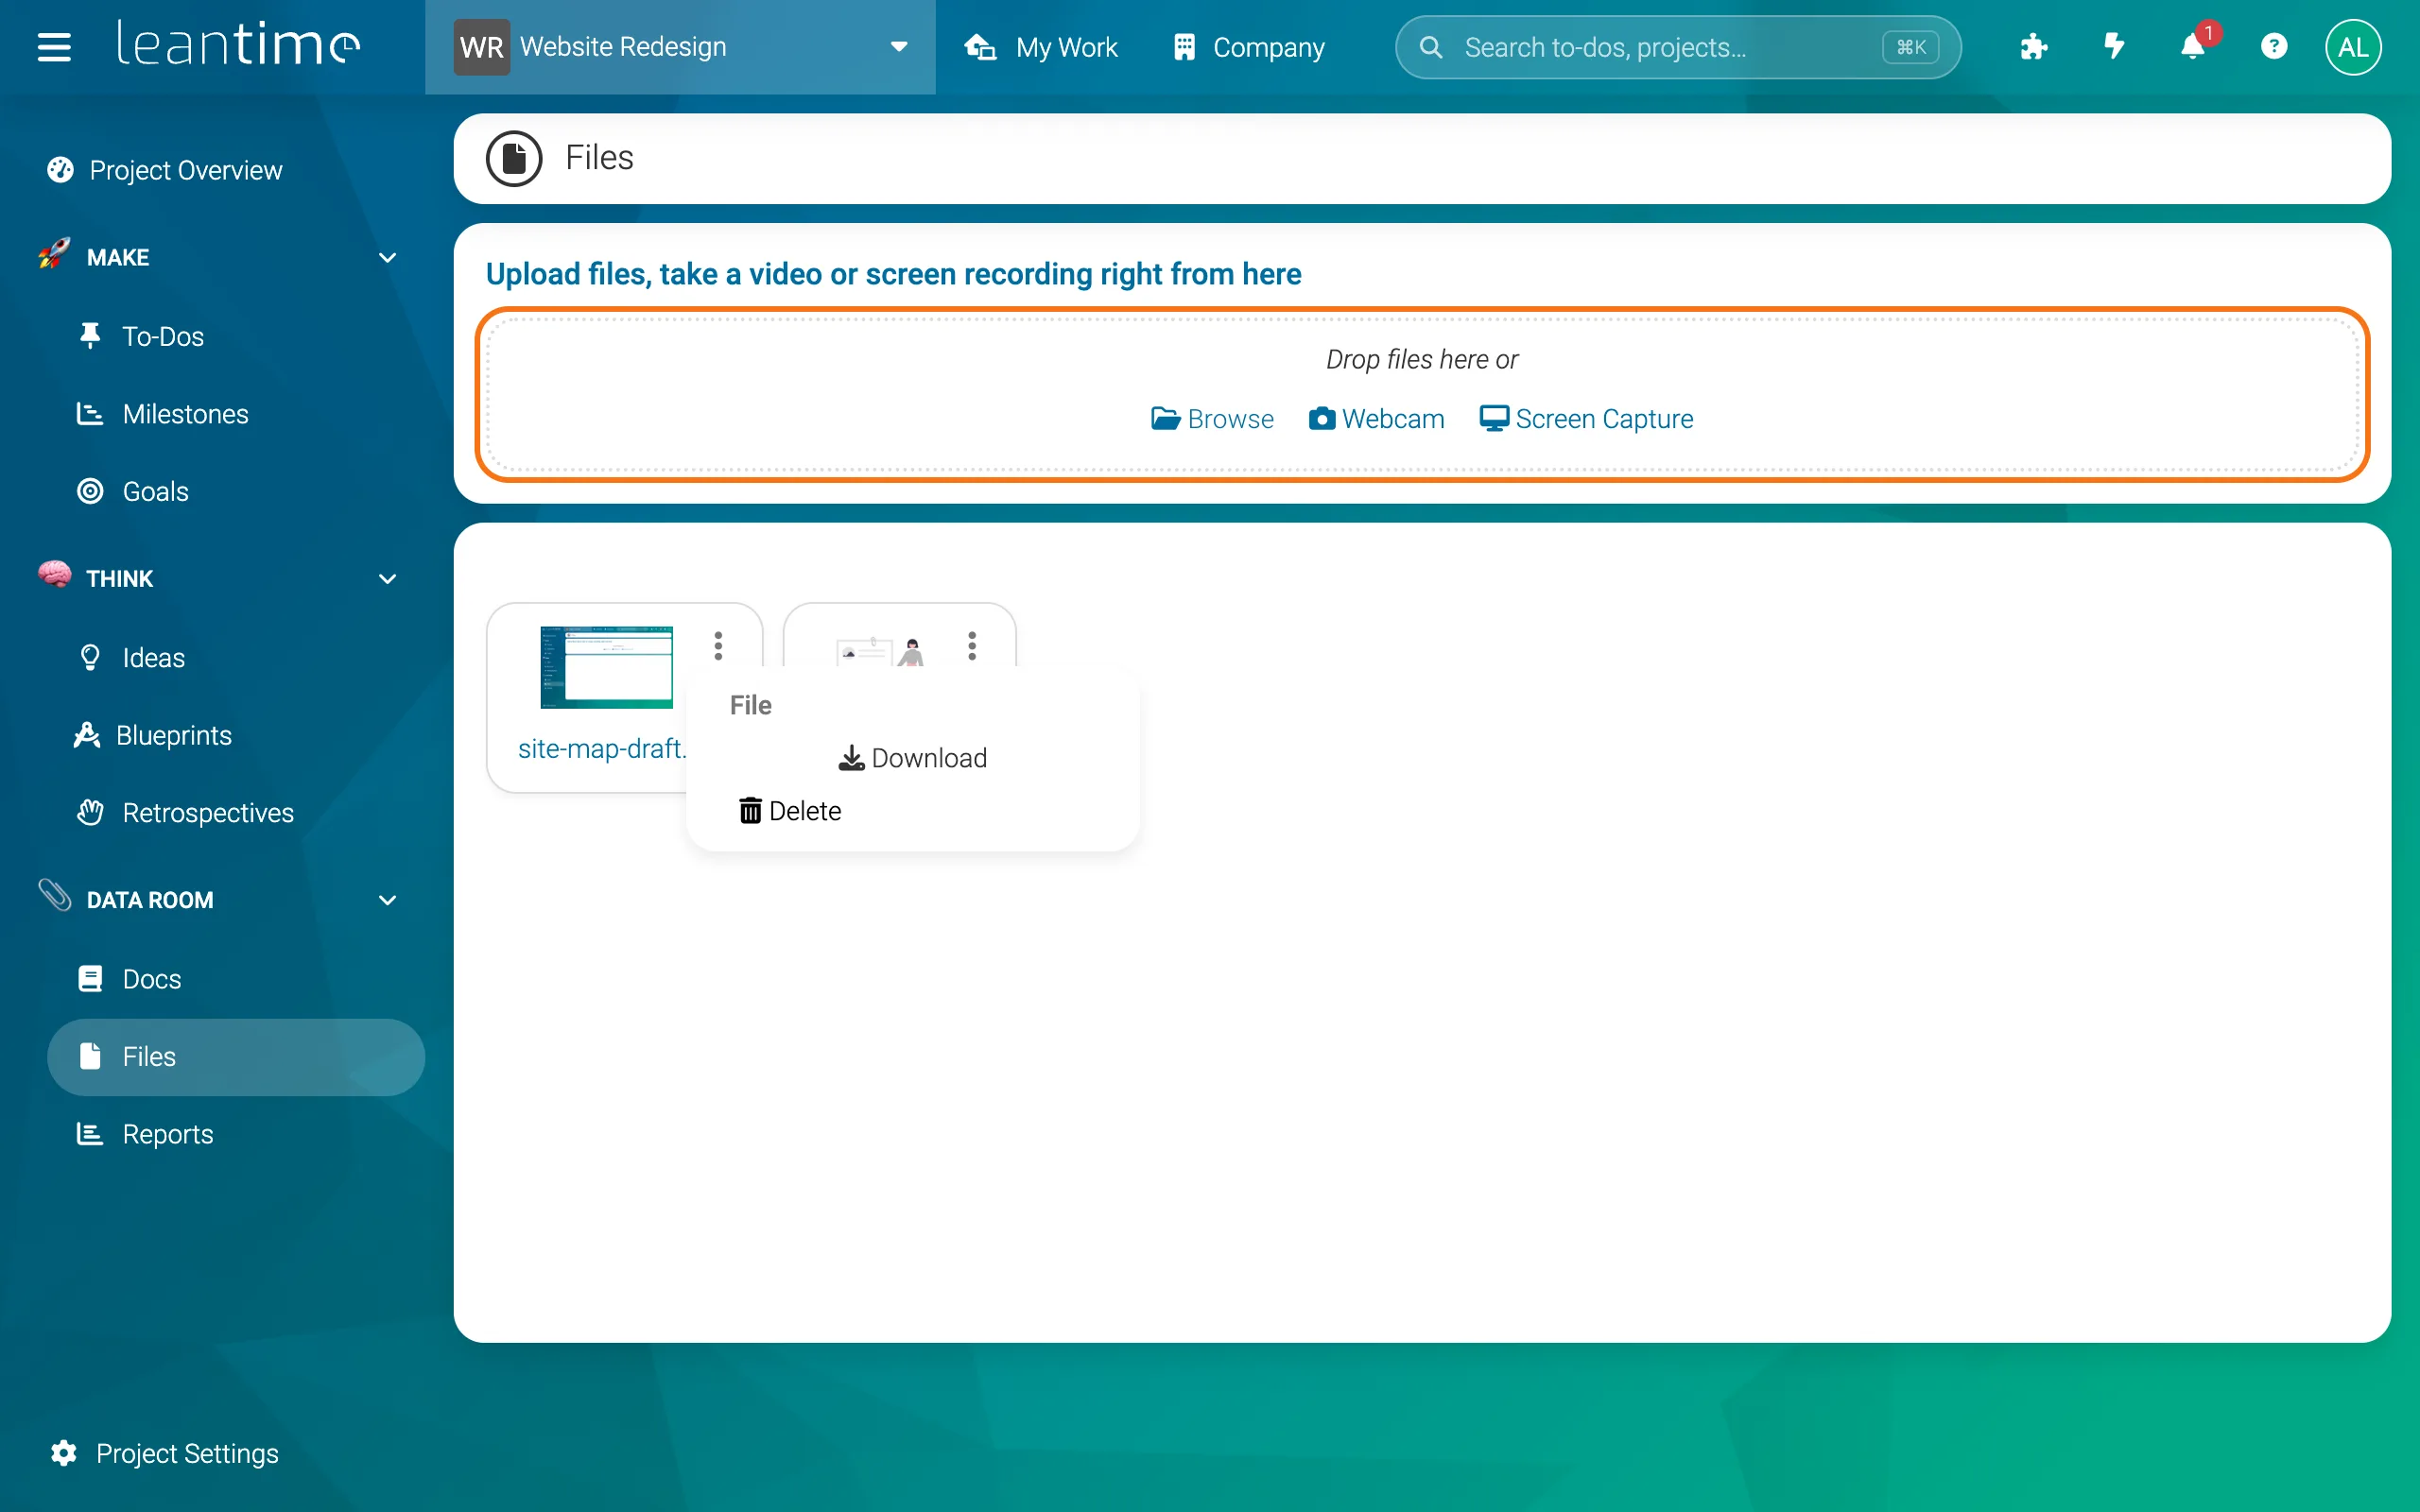 leantime
WR Website Redesign
My Work
Company
Search to-dos, projects...
⌘K
1
?
AL
Project Overview
MAKE
To-Dos
Milestones
Goals
THINK
Ideas
Blueprints
Retrospectives
DATA ROOM
Docs
Files
Reports
Project Settings
Files
Upload files, take a video or screen recording right from here
Drop files here or
Browse Webcam Screen Capture
site-map-draft.
File
Download
Delete